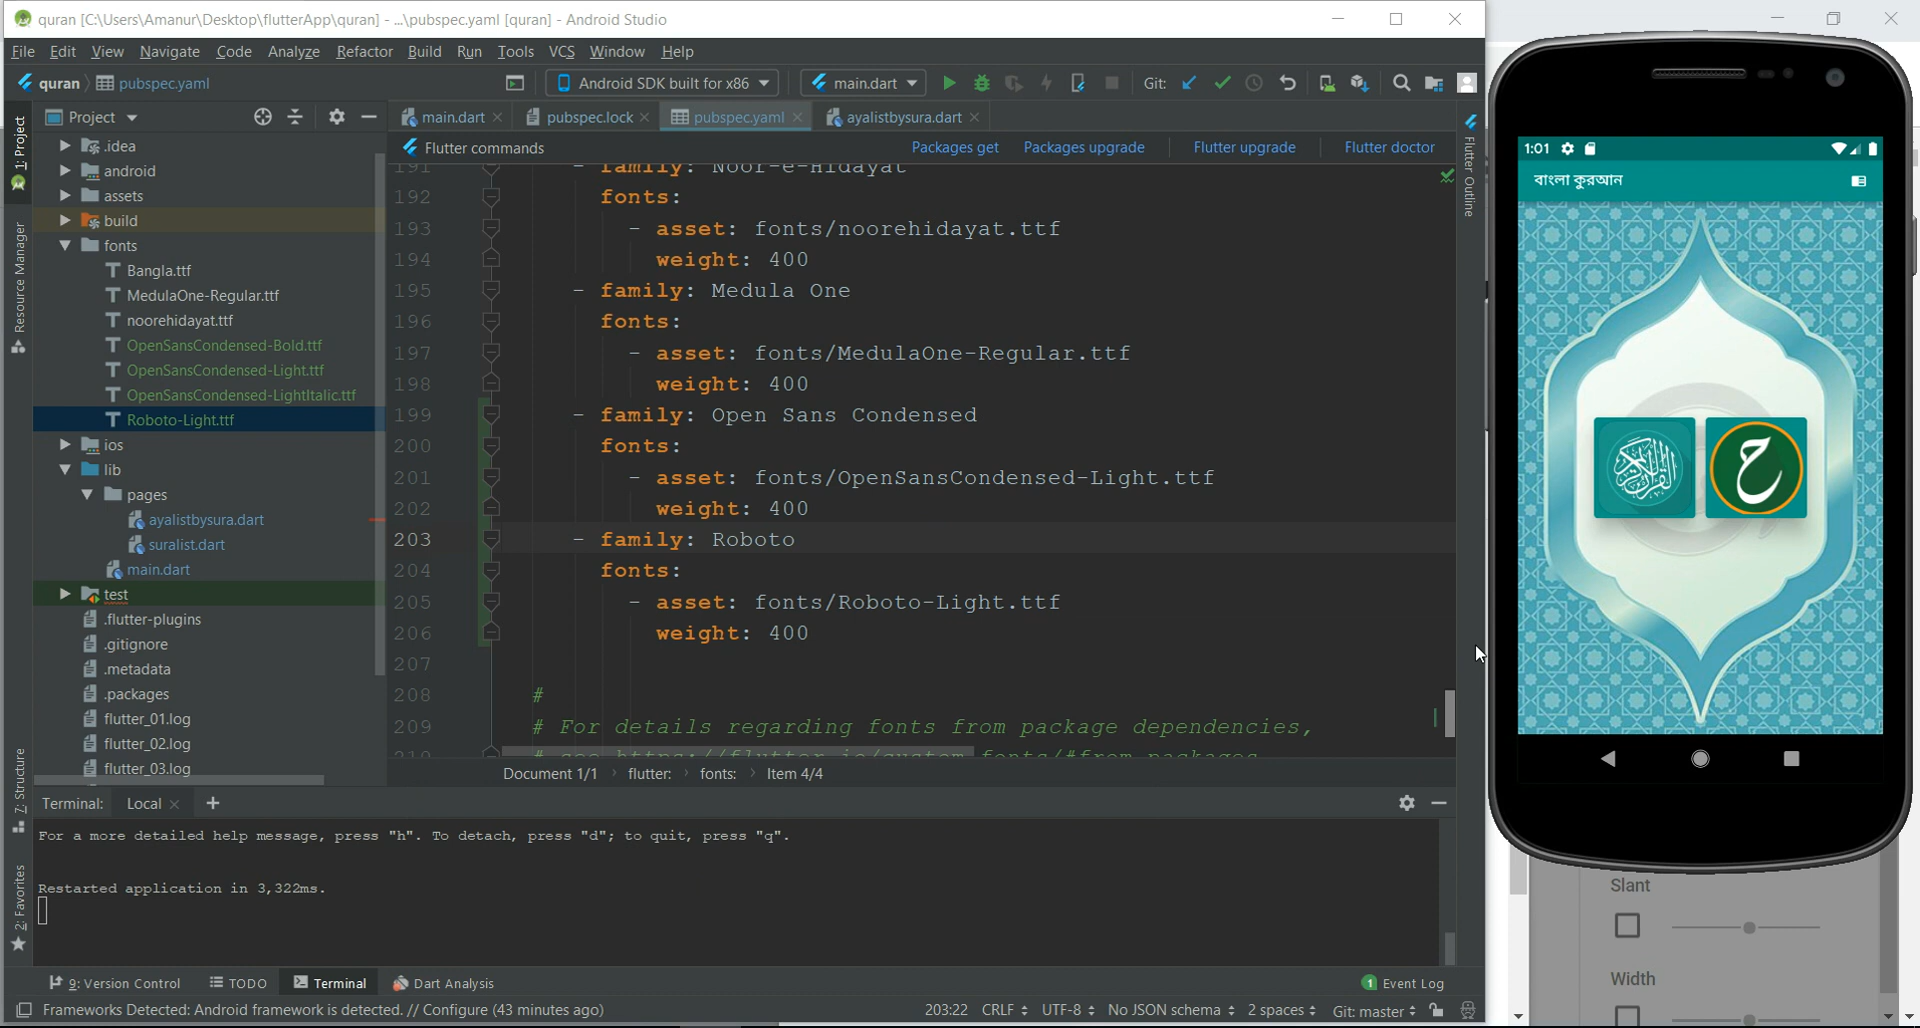 quran [C:\Users\Amanur\Desktop\flutterApp\quran] - ...\pubspec.yaml [quran] - Android Studio
File Edit View Navigate Code Analyze Refactor Build Run Tools VCS Window Help
quran pubspec.yaml Android SDK built for x86 main.dart Git:
Project main.dart pubspec.lock pubspec.yaml ayalistbysura.dart
Flutter commands Packages get Packages upgrade Flutter upgrade Flutter doctor
1: Project
Resource Manager
7: Structure
2: Favorites
Flutter Outline
.idea
android
assets
build
fonts
Bangla.ttf
MedulaOne-Regular.ttf
noorehidayat.ttf
OpenSansCondensed-Bold.ttf
OpenSansCondensed-Light.ttf
OpenSansCondensed-LightItalic.ttf
Roboto-Light.ttf
ios
lib
pages
ayalistbysura.dart
suralist.dart
main.dart
test
.flutter-plugins
.gitignore
.metadata
.packages
flutter_01.log
flutter_02.log
flutter_03.log
191 - family: Noor-e-Hidayat
192 fonts:
193 - asset: fonts/noorehidayat.ttf
194 weight: 400
195 - family: Medula One
196 fonts:
197 - asset: fonts/MedulaOne-Regular.ttf
198 weight: 400
199 - family: Open Sans Condensed
200 fonts:
201 - asset: fonts/OpenSansCondensed-Light.ttf
202 weight: 400
203 - family: Roboto
204 fonts:
205 - asset: fonts/Roboto-Light.ttf
206 weight: 400
207
208 #
209 # For details regarding fonts from package dependencies,
210 # see https://flutter.io/custom-fonts/#from-packages
Document 1/1 flutter: fonts: Item 4/4
Terminal: Local
For a more detailed help message, press "h". To detach, press "d"; to quit, press "q".
Restarted application in 3,322ms.
9: Version Control TODO Terminal Dart Analysis 1 Event Log
Frameworks Detected: Android framework is detected. // Configure (43 minutes ago) 203:22 CRLF UTF-8 No JSON schema 2 spaces Git: master
1:01
বাংলা কুরআন
Slant
Width